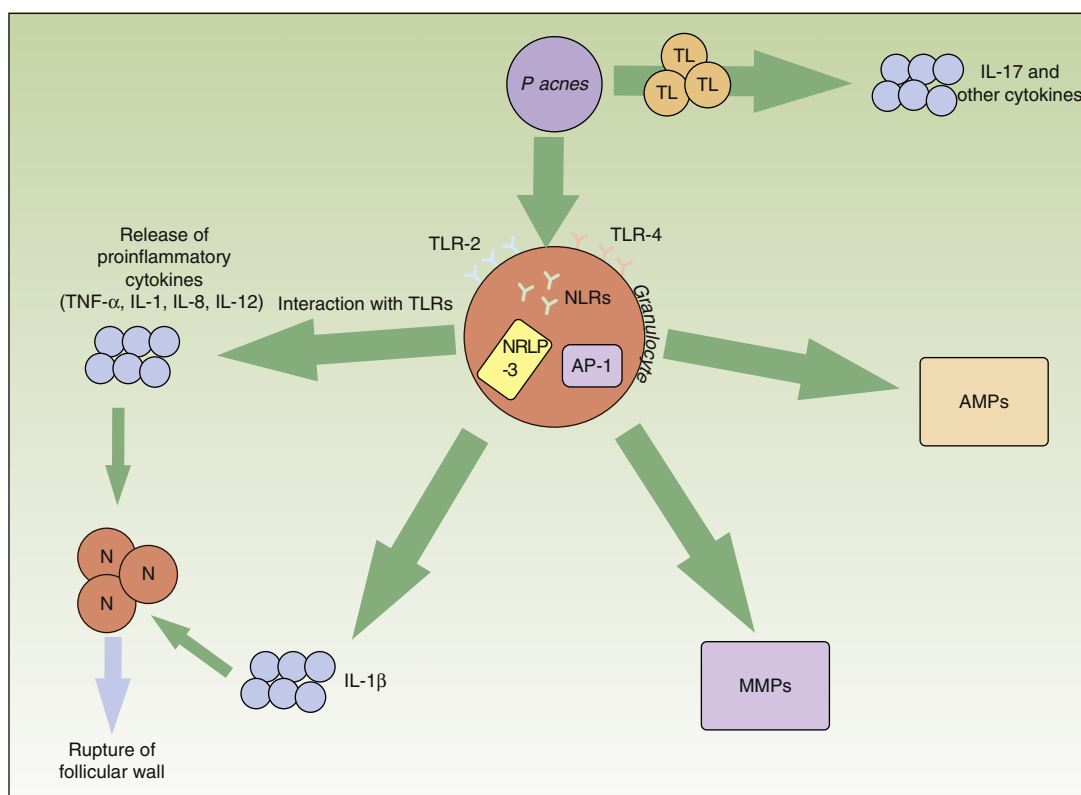 P acnes
TL
TL
TL
IL-17 and
other cytokines
TLR-2
TLR-4
Release of
proinflammatory
cytokines
(TNF-α, IL-1, IL-8, IL-12)
Interaction with TLRs
NLRs
Granulocyte
NRLP
-3
AP-1
AMPs
N
N
N
IL-1β
MMPs
Rupture of
follicular wall